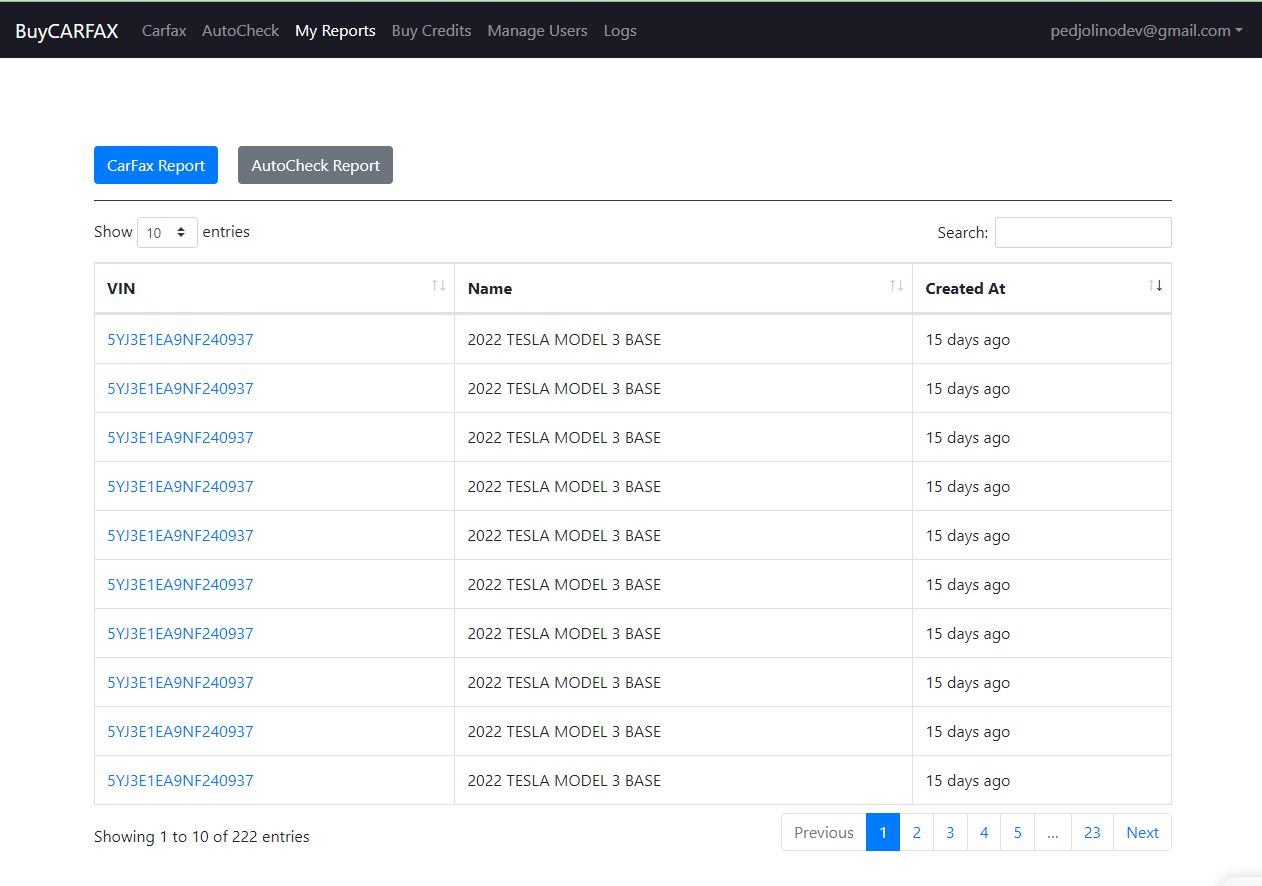 BuyCARFAX Carfax AutoCheck My Reports Buy Credits Manage Users Logs pedjolinodev@gmail.com
CarFax Report AutoCheck Report
Show 10 entries Search:
VIN Name Created At
5YJ3E1EA9NF240937 2022 TESLA MODEL 3 BASE 15 days ago
5YJ3E1EA9NF240937 2022 TESLA MODEL 3 BASE 15 days ago
5YJ3E1EA9NF240937 2022 TESLA MODEL 3 BASE 15 days ago
5YJ3E1EA9NF240937 2022 TESLA MODEL 3 BASE 15 days ago
5YJ3E1EA9NF240937 2022 TESLA MODEL 3 BASE 15 days ago
5YJ3E1EA9NF240937 2022 TESLA MODEL 3 BASE 15 days ago
5YJ3E1EA9NF240937 2022 TESLA MODEL 3 BASE 15 days ago
5YJ3E1EA9NF240937 2022 TESLA MODEL 3 BASE 15 days ago
5YJ3E1EA9NF240937 2022 TESLA MODEL 3 BASE 15 days ago
5YJ3E1EA9NF240937 2022 TESLA MODEL 3 BASE 15 days ago
Showing 1 to 10 of 222 entries Previous 1 2 3 4 5 ... 23 Next